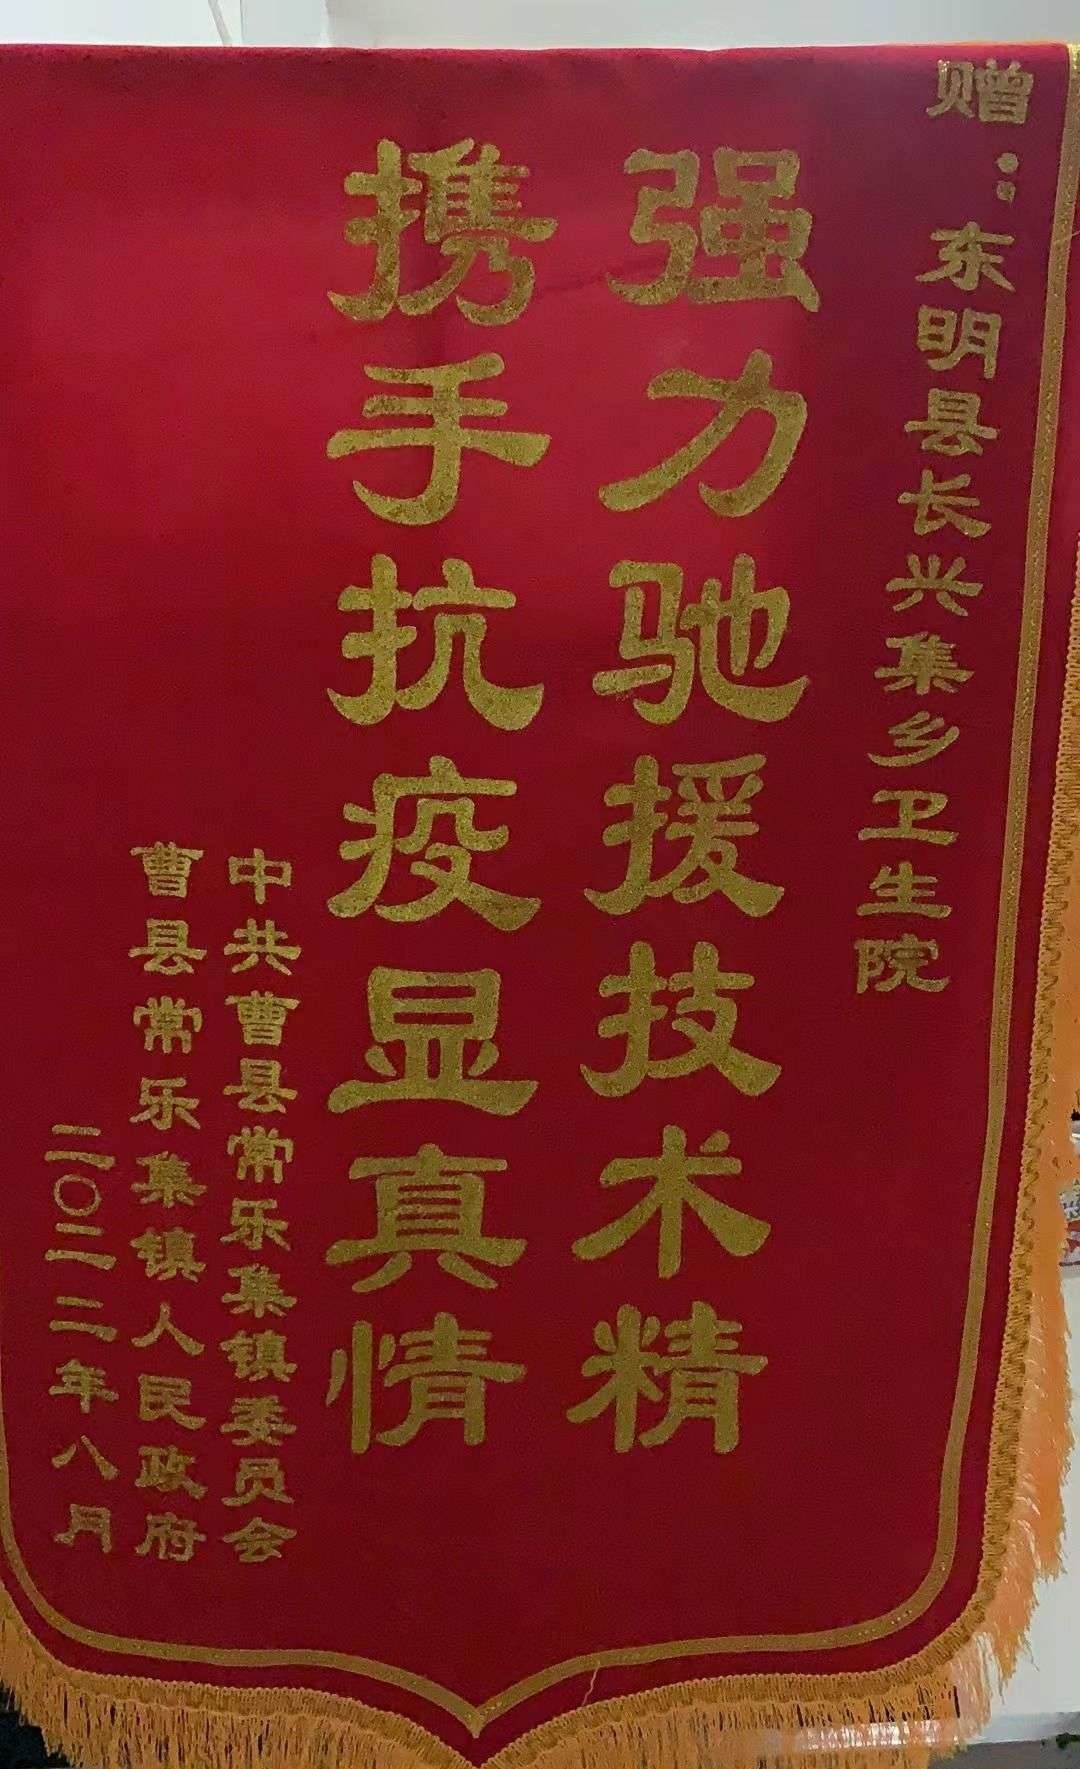 赠：东明县长兴集乡卫生院
强力驰援技术精
携手抗疫显真情
中共曹县常乐集镇委员会
曹县常乐集镇人民政府
二〇二二年八月